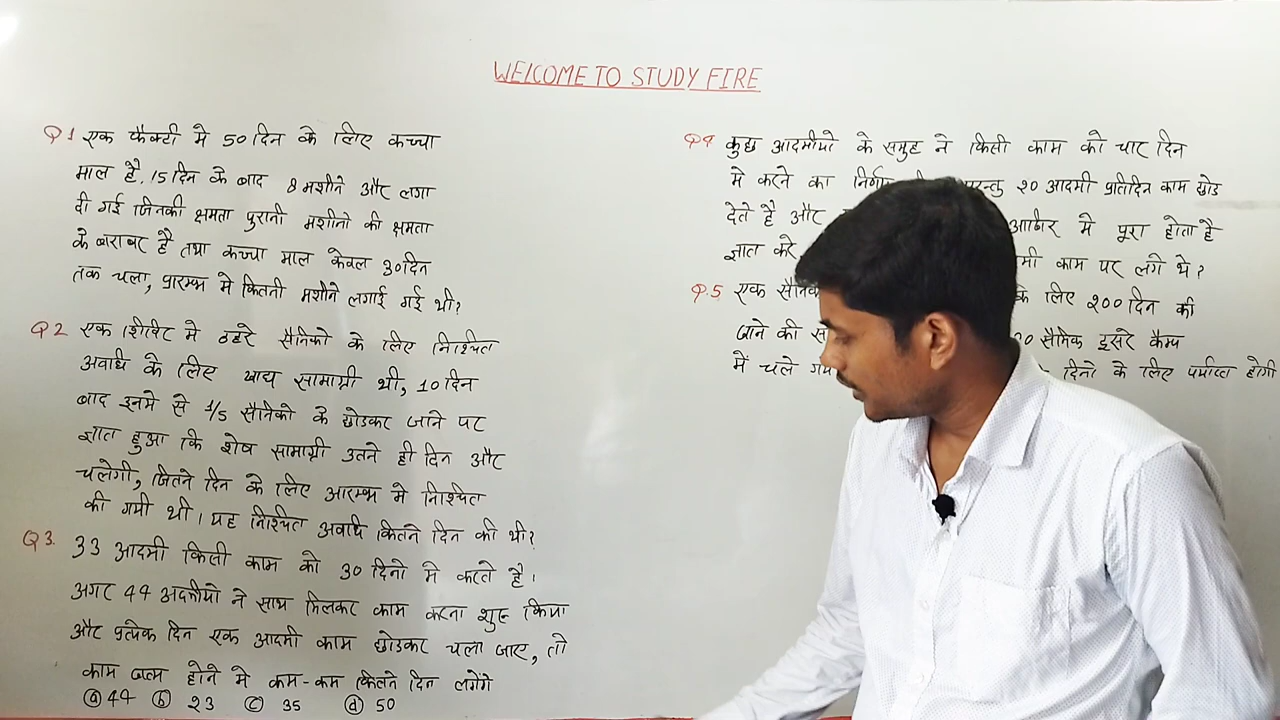 WELCOME TO STUDY FIRE
Q1 एक फैक्टी मे 50 दिन के लिए कच्चा
माल है, 15 दिन के बाद 8 मशीने और लगा
दी गई जिनकी क्षमता पुरानी मशीनो की क्षमता
के बराबर है तथा कच्चा माल केवल 30 दिन
तक चला, प्रारम्भ मे कितनी मशीने लगाई गई थी?
Q2 एक शिविर मे ठहरे सैनिको के लिए निश्चित
अवधि के लिए खाद्य सामाग्री थी, 10 दिन
बाद इनमे से 1/5 सैनिको के छोडकर जाने पर
ज्ञात हुआ कि शेष सामाग्री उतने ही दिन और
चलेगी, जितने दिन के लिए आरम्भ मे निश्चित
की गयी थी। यह निश्चित अवधि कितने दिन की थी?
Q3. 33 आदमी किसी काम को 30 दिनो मे करते है।
अगर 44 आदमीयो ने साथ मिलकर काम करना शुरू किया
और प्रत्येक दिन एक आदमी काम छोडकर चला जाए, तो
काम खत्म होने मे कम-कम कितने दिन लगेंगे
(a) 44 (b) 23 (c) 35 (d) 50
Q4 कुछ आदमीयो के समुह ने किसी काम को चार दिन
मे करने का परन्तु 20 आदमी प्रतिदिन काम छोड
देते है और आखिर मे पूरा होता है
ज्ञात करे काम पर लगे थे?
Q.5 एक के लिए 200 दिन की
खाने की सैनिक दूसरे कैम्प
में चले दिनो के लिए पर्याप्त होगी